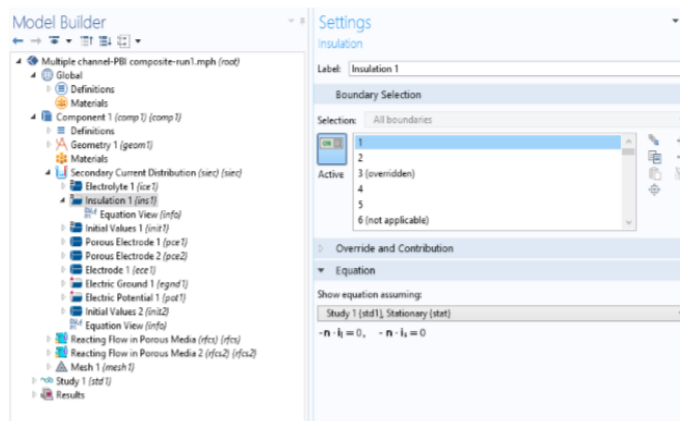 Model Builder
Multiple channel-PBI composite-run1.mph (root)
Global
Definitions
Materials
Component 1 (comp 1) (comp1)
Definitions
Geometry 1 (geom1)
Materials
Secondary Current Distribution (siec) (siec)
Electrolyte 1 (ice1)
Insulation 1 (ins1)
Equation View (info)
Initial Values 1 (init1)
Porous Electrode 1 (pce1)
Porous Electrode 2 (pce2)
Electrode 1 (ece1)
Electric Ground 1 (egnd1)
Electric Potential 1 (pot1)
Initial Values 2 (init2)
Equation View (info)
Reacting Flow in Porous Media (rfcs) (rfcs)
Reacting Flow in Porous Media 2 (rfcs2) (rfcs2)
Mesh 1 (mesh1)
Study 1 (std1)
Results
Settings
Insulation
Label: Insulation 1
Boundary Selection
Selection: All boundaries
Active
1
2
3 (overridden)
4
5
6 (not applicable)
Override and Contribution
Equation
Show equation assuming:
Study 1 {std1}, Stationary {stat}
-n · iₗ = 0, - n · iₛ = 0